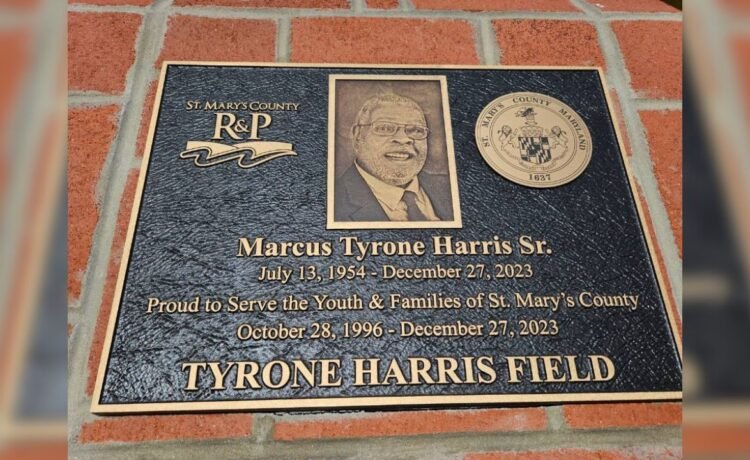 ST. MARY'S COUNTY
R&P
ST. MARY'S COUNTY, MARYLAND
1637
Marcus Tyrone Harris Sr.
July 13, 1954 - December 27, 2023
Proud to Serve the Youth & Families of St. Mary's County
October 28, 1996 - December 27, 2023
TYRONE HARRIS FIELD